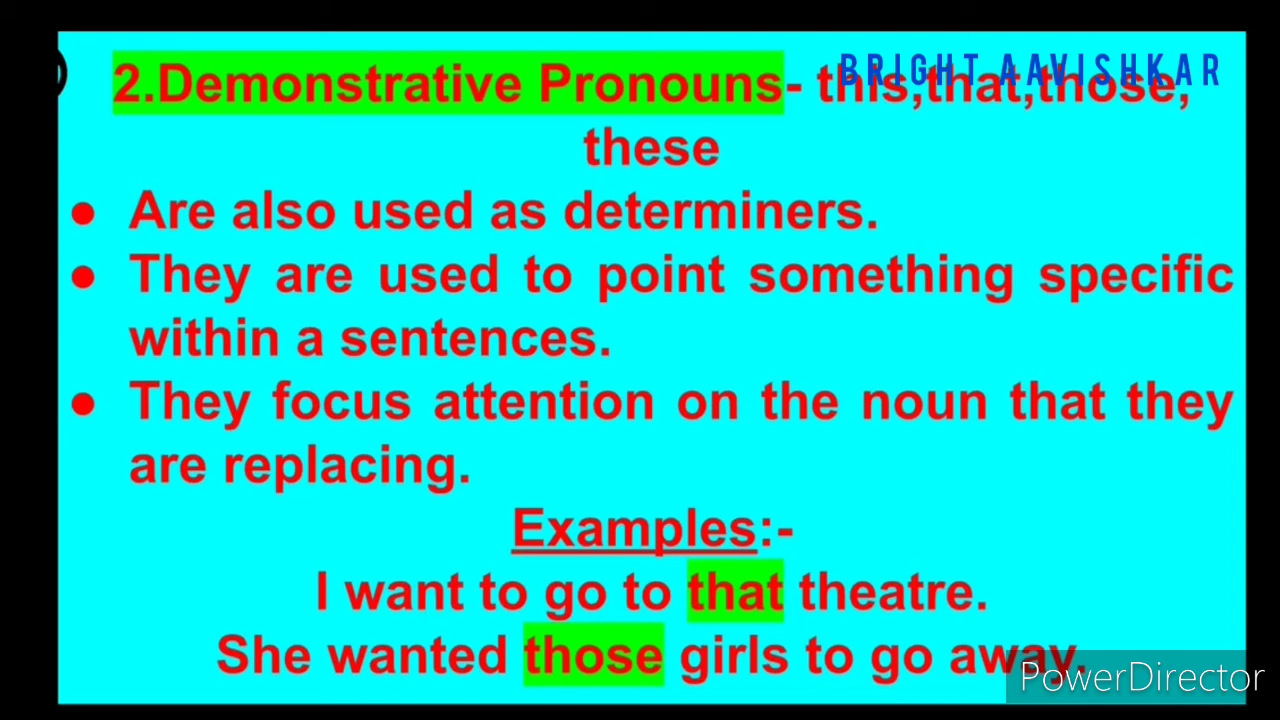 BRIGHT AAVISHKAR
2.Demonstrative Pronouns- this,that,those,
these
● Are also used as determiners.
● They are used to point something specific
within a sentences.
● They focus attention on the noun that they
are replacing.
Examples:-
I want to go to that theatre.
She wanted those girls to go away.
PowerDirector